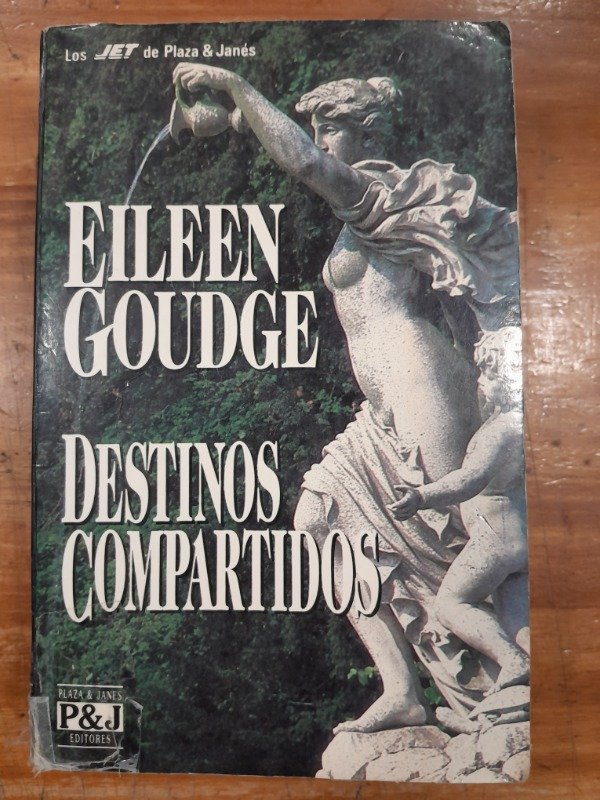 Los JET de Plaza & Janés
EILEEN
GOUDGE
DESTINOS
COMPARTIDOS
PLAZA & JANES
P&J
EDITORES